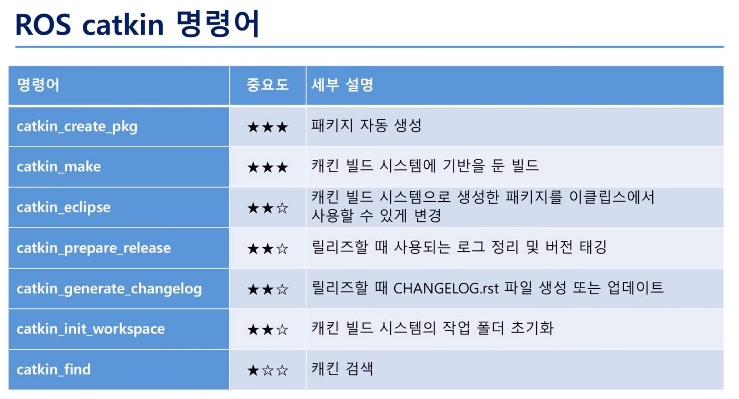 ROS catkin 명령어
명령어 중요도 세부 설명
catkin_create_pkg ★★★ 패키지 자동 생성
catkin_make ★★★ 캐킨 빌드 시스템에 기반을 둔 빌드
catkin_eclipse ★★☆ 캐킨 빌드 시스템으로 생성한 패키지를 이클립스에서
사용할 수 있게 변경
catkin_prepare_release ★★☆ 릴리즈할 때 사용되는 로그 정리 및 버전 태깅
catkin_generate_changelog ★★☆ 릴리즈할 때 CHANGELOG.rst 파일 생성 또는 업데이트
catkin_init_workspace ★★☆ 캐킨 빌드 시스템의 작업 폴더 초기화
catkin_find ★☆☆ 캐킨 검색